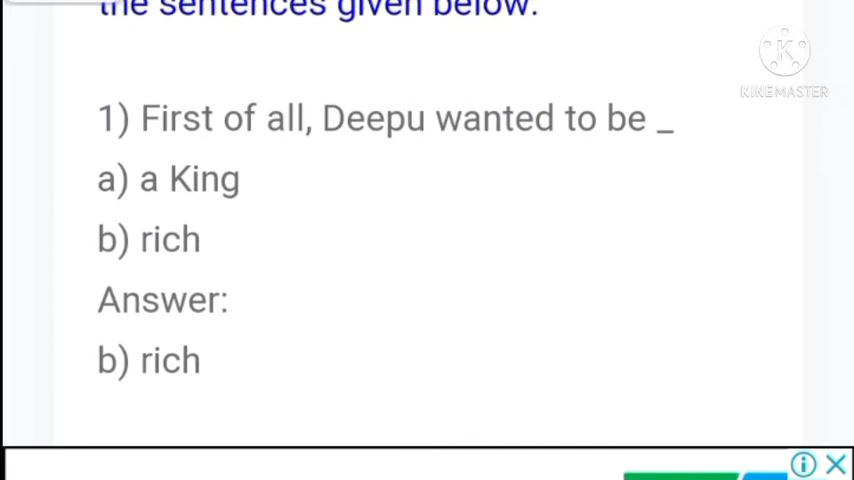 the sentences given below.
KINEMASTER
1) First of all, Deepu wanted to be _
a) a King
b) rich
Answer:
b) rich